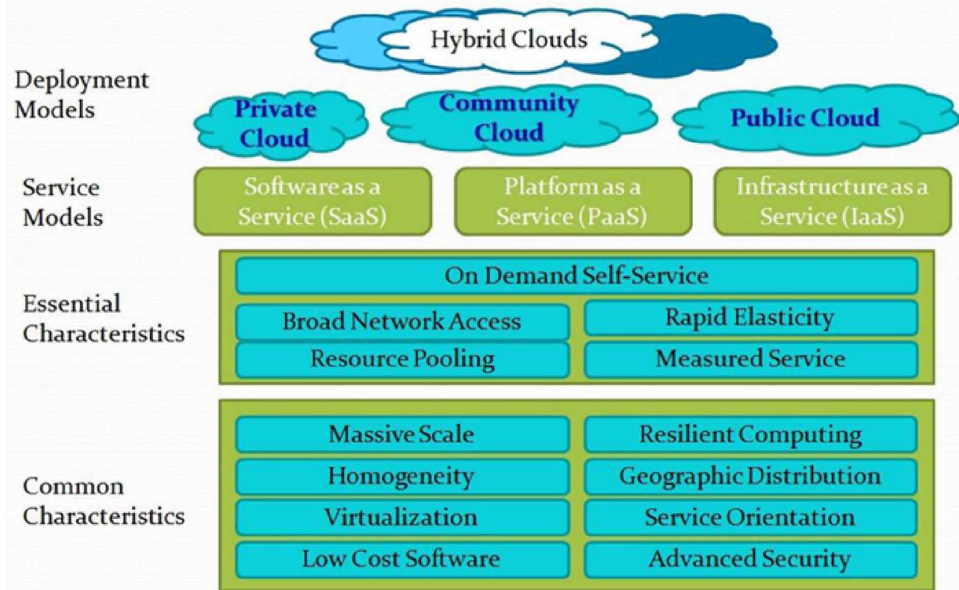 Hybrid Clouds
Deployment
Models
Private
Cloud
Community
Cloud
Public Cloud
Service
Models
Software as a
Service (SaaS)
Platform as a
Service (PaaS)
Infrastructure as a
Service (IaaS)
Essential
Characteristics
On Demand Self-Service
Broad Network Access
Rapid Elasticity
Resource Pooling
Measured Service
Common
Characteristics
Massive Scale
Resilient Computing
Homogeneity
Geographic Distribution
Virtualization
Service Orientation
Low Cost Software
Advanced Security